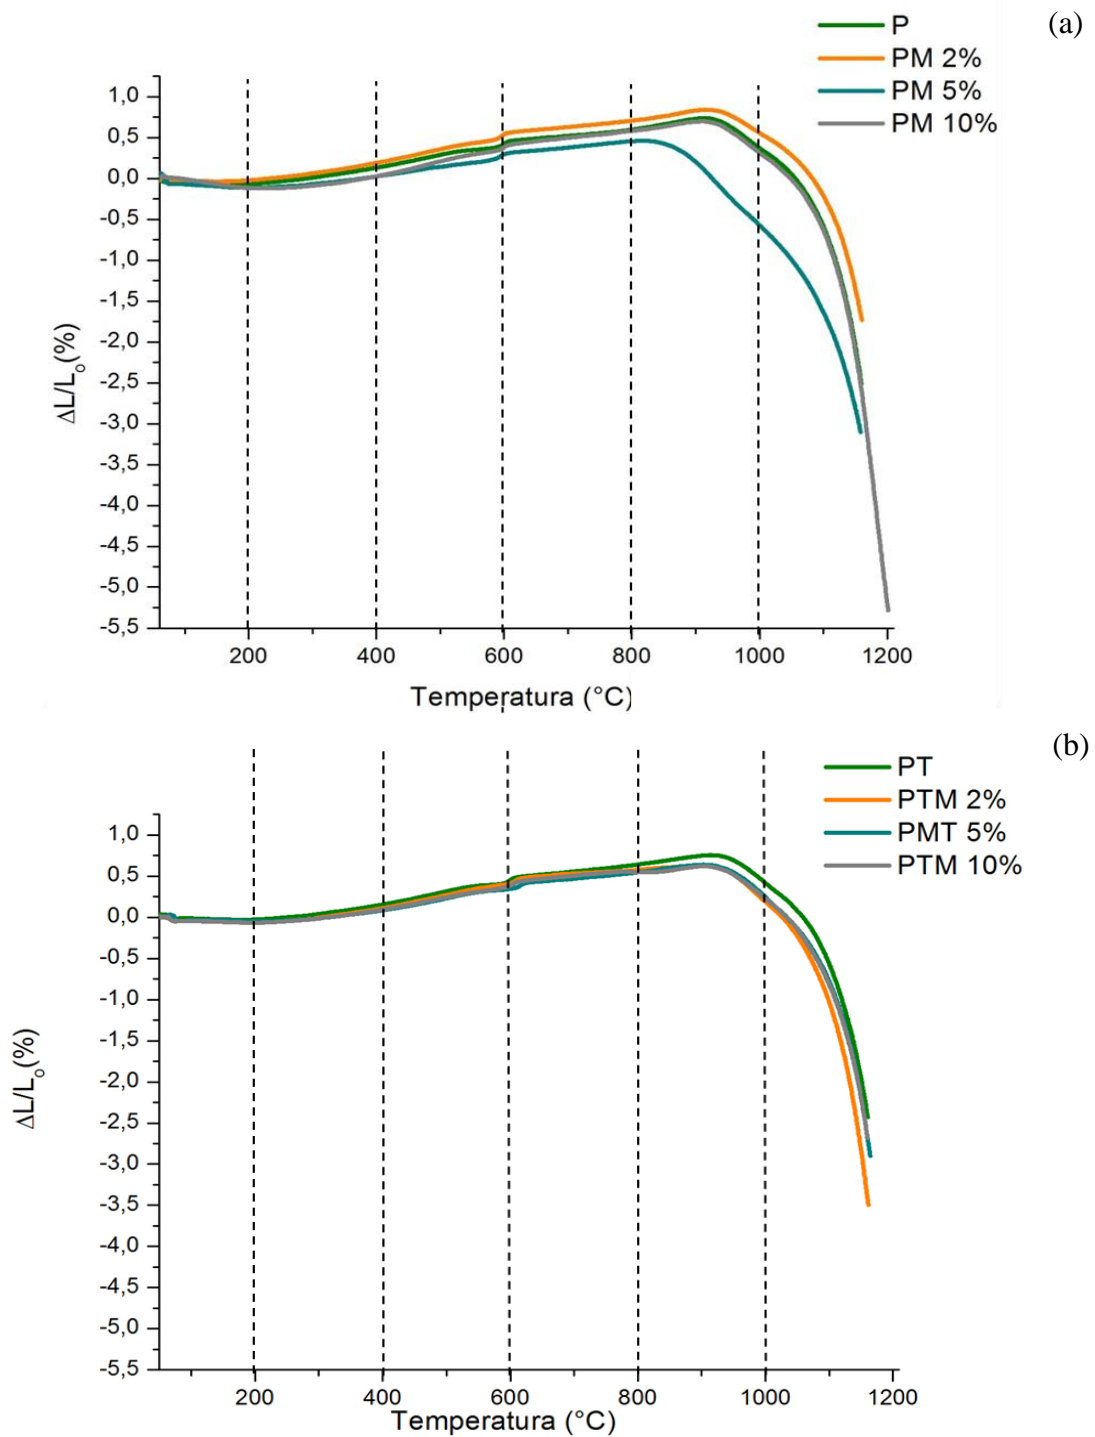 (a)
P
PM 2%
PM 5%
PM 10%
1,0
0,5
0,0
-0,5
-1,0
-1,5
-2,0
-2,5
-3,0
-3,5
-4,0
-4,5
-5,0
-5,5
ΔL/Lo(%)
200 400 600 800 1000 1200
Temperatura (°C)
(b)
PT
PTM 2%
PMT 5%
PTM 10%
1,0
0,5
0,0
-0,5
-1,0
-1,5
-2,0
-2,5
-3,0
-3,5
-4,0
-4,5
-5,0
-5,5
ΔL/Lo(%)
200 400 600 800 1000 1200
Temperatura (°C)